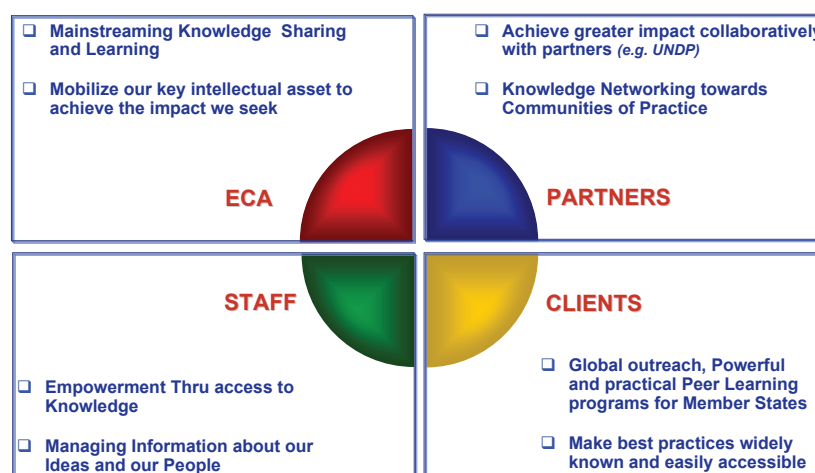 ❑ Mainstreaming Knowledge Sharing
and Learning
❑ Mobilize our key intellectual asset to
achieve the impact we seek
ECA
❑ Achieve greater impact collaboratively
with partners (e.g. UNDP)
❑ Knowledge Networking towards
Communities of Practice
PARTNERS
STAFF
❑ Empowerment Thru access to
Knowledge
❑ Managing Information about our
Ideas and our People
CLIENTS
❑ Global outreach, Powerful
and practical Peer Learning
programs for Member States
❑ Make best practices widely
known and easily accessible